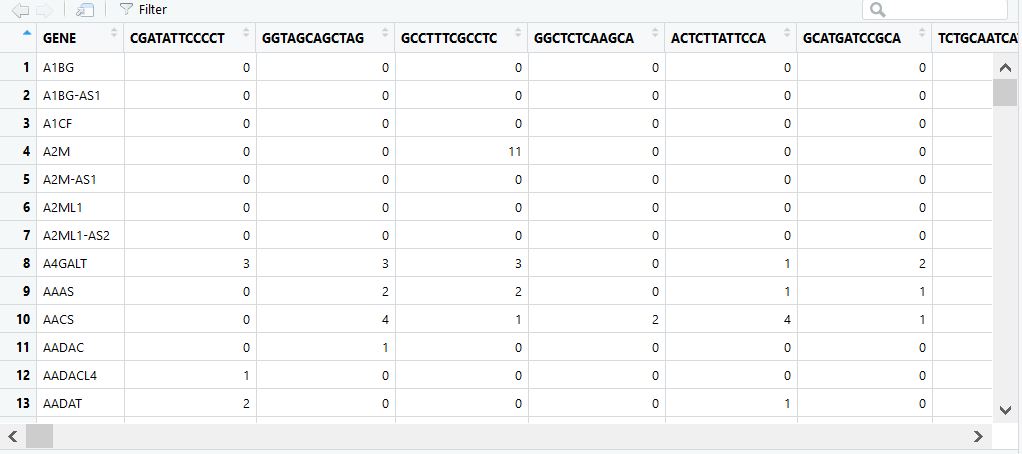 Filter
GENE CGATATTCCCCT GGTAGCAGCTAG GCCTTTCGCCTC GGCTCTCAAGCA ACTCTTATTCCA GCATGATCCGCA TCTGCAATCA
1 A1BG 0 0 0 0 0 0
2 A1BG-AS1 0 0 0 0 0 0
3 A1CF 0 0 0 0 0 0
4 A2M 0 0 11 0 0 0
5 A2M-AS1 0 0 0 0 0 0
6 A2ML1 0 0 0 0 0 0
7 A2ML1-AS2 0 0 0 0 0 0
8 A4GALT 3 3 3 0 1 2
9 AAAS 0 2 2 0 1 1
10 AACS 0 4 1 2 4 1
11 AADAC 0 1 0 0 0 0
12 AADACL4 1 0 0 0 0 0
13 AADAT 2 0 0 0 1 0